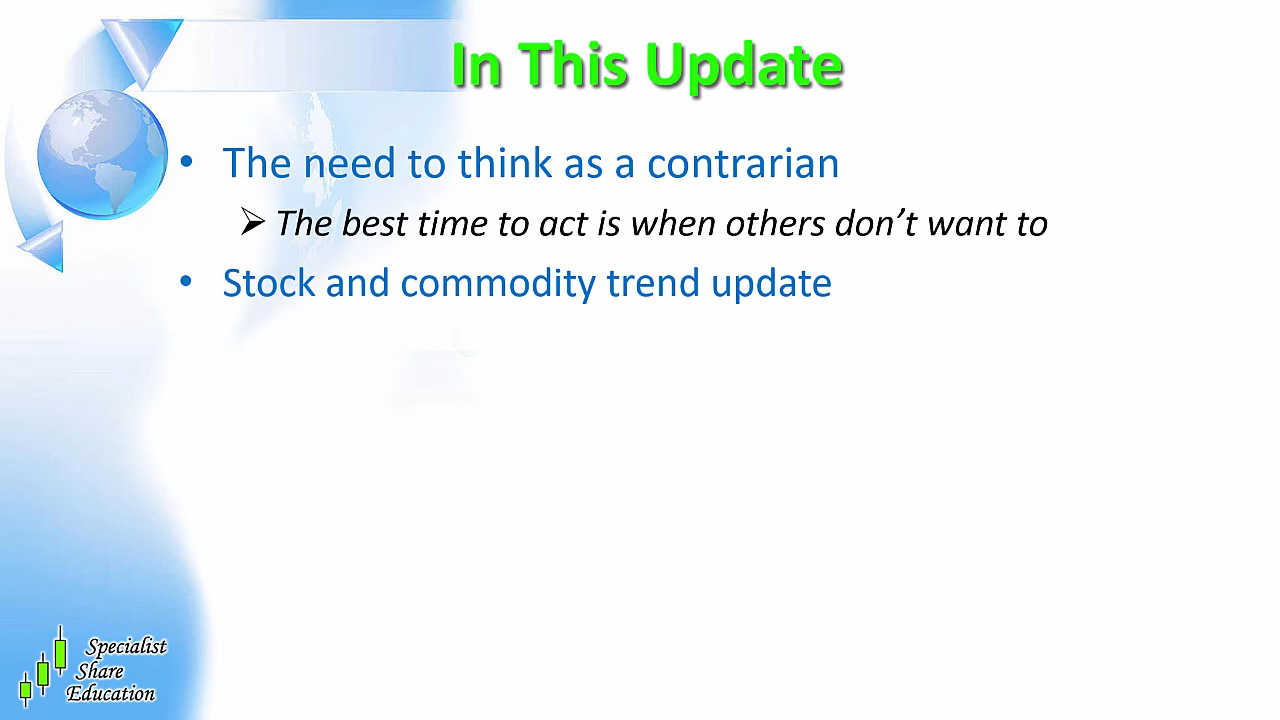 In This Update
• The need to think as a contrarian
➢ The best time to act is when others don’t want to
• Stock and commodity trend update
Specialist
Share
Education